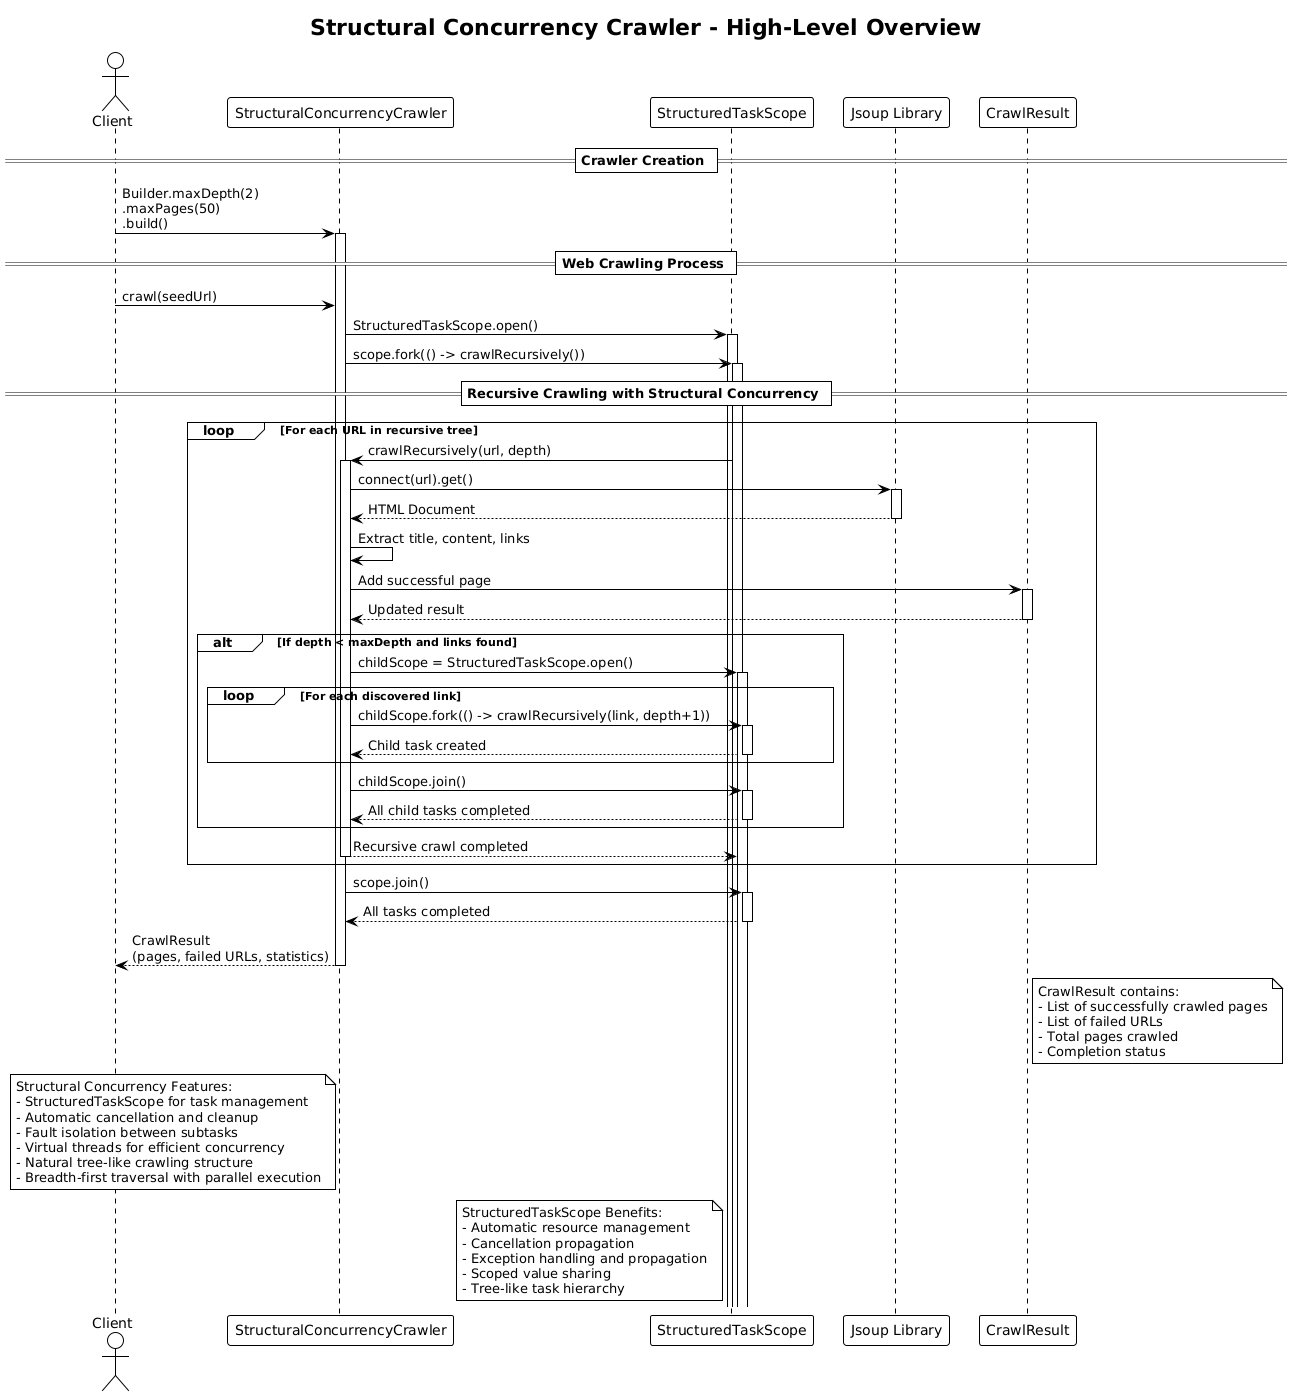 Structural Concurrency Crawler - High-Level Overview
Client
StructuralConcurrencyCrawler
StructuredTaskScope
Jsoup Library
CrawlResult
Crawler Creation
Builder.maxDepth(2)
.maxPages(50)
.build()
Web Crawling Process
crawl(seedUrl)
StructuredTaskScope.open()
scope.fork(() -> crawlRecursively())
Recursive Crawling with Structural Concurrency
loop
[For each URL in recursive tree]
crawlRecursively(url, depth)
connect(url).get()
HTML Document
Extract title, content, links
Add successful page
Updated result
alt
[If depth < maxDepth and links found]
childScope = StructuredTaskScope.open()
loop
[For each discovered link]
childScope.fork(() -> crawlRecursively(link, depth+1))
Child task created
childScope.join()
All child tasks completed
Recursive crawl completed
scope.join()
All tasks completed
CrawlResult
(pages, failed URLs, statistics)
CrawlResult contains:
- List of successfully crawled pages
- List of failed URLs
- Total pages crawled
- Completion status
Structural Concurrency Features:
- StructuredTaskScope for task management
- Automatic cancellation and cleanup
- Fault isolation between subtasks
- Virtual threads for efficient concurrency
- Natural tree-like crawling structure
- Breadth-first traversal with parallel execution
StructuredTaskScope Benefits:
- Automatic resource management
- Cancellation propagation
- Exception handling and propagation
- Scoped value sharing
- Tree-like task hierarchy
Client
StructuralConcurrencyCrawler
StructuredTaskScope
Jsoup Library
CrawlResult